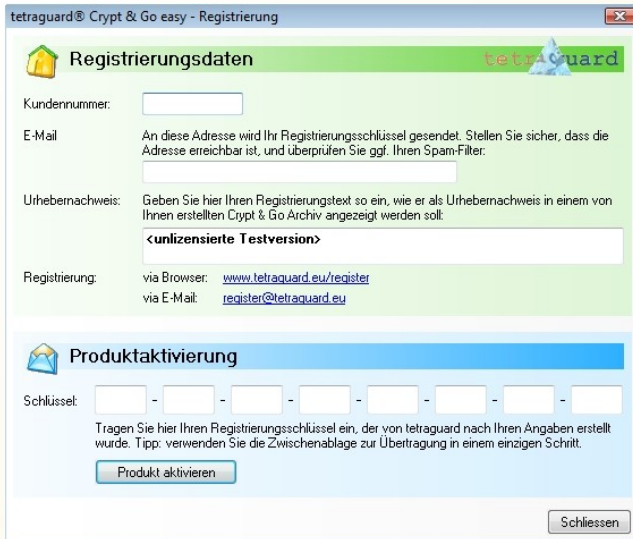 tetraguard® Crypt & Go easy - Registrierung
Registrierungsdaten
tetraguard
Kundennummer:
E-Mail
An diese Adresse wird Ihr Registrierungsschlüssel gesendet. Stellen Sie sicher, dass die
Adresse erreichbar ist, und überprüfen Sie ggf. Ihren Spam-Filter:
Urhebernachweis:
Geben Sie hier Ihren Registrierungstext so ein, wie er als Urhebernachweis in einem von
Ihnen erstellten Crypt & Go Archiv angezeigt werden soll:
<unlizensierte Testversion>
Registrierung:
via Browser: www.tetraguard.eu/register
via E-Mail: register@tetraguard.eu
Produktaktivierung
Schlüssel: - - - - - - -
Tragen Sie hier Ihren Registrierungsschlüssel ein, der von tetraguard nach Ihren Angaben erstellt
wurde. Tipp: verwenden Sie die Zwischenablage zur Übertragung in einem einzigen Schritt.
Produkt aktivieren
Schliessen